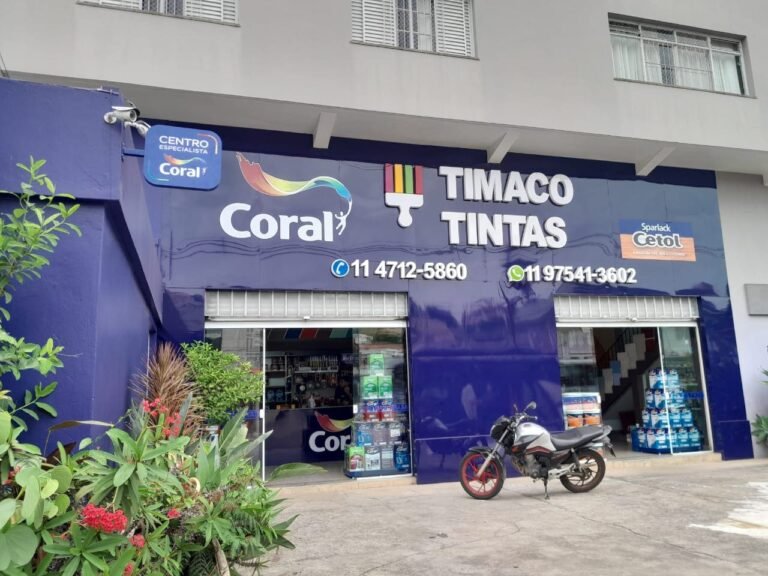 CENTRO
ESPECIALISTA
Coral
Coral
TIMACO
TINTAS
Sparlack
Cetol
11 4712-5860
11 97541-3602
Coral